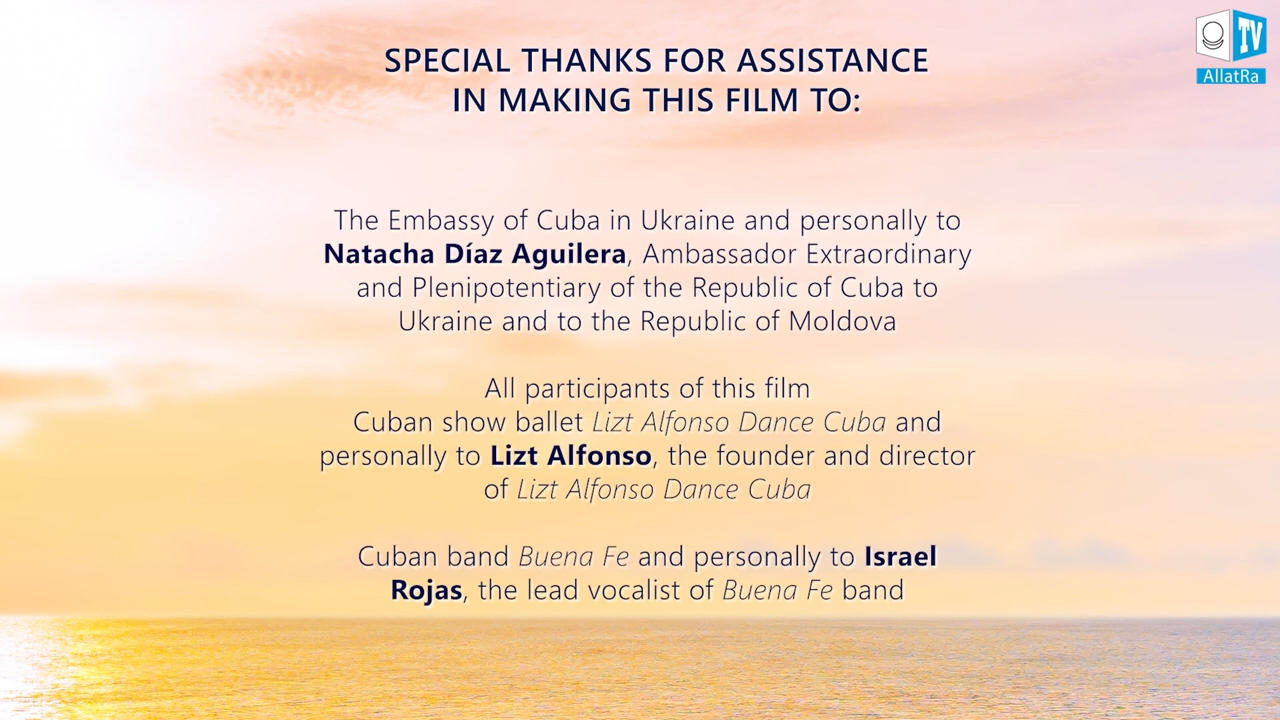 SPECIAL THANKS FOR ASSISTANCE
IN MAKING THIS FILM TO:
TV
AllatRa
The Embassy of Cuba in Ukraine and personally to
Natacha Díaz Aguilera, Ambassador Extraordinary
and Plenipotentiary of the Republic of Cuba to
Ukraine and to the Republic of Moldova
All participants of this film
Cuban show ballet Lizt Alfonso Dance Cuba and
personally to Lizt Alfonso, the founder and director
of Lizt Alfonso Dance Cuba
Cuban band Buena Fe and personally to Israel
Rojas, the lead vocalist of Buena Fe band